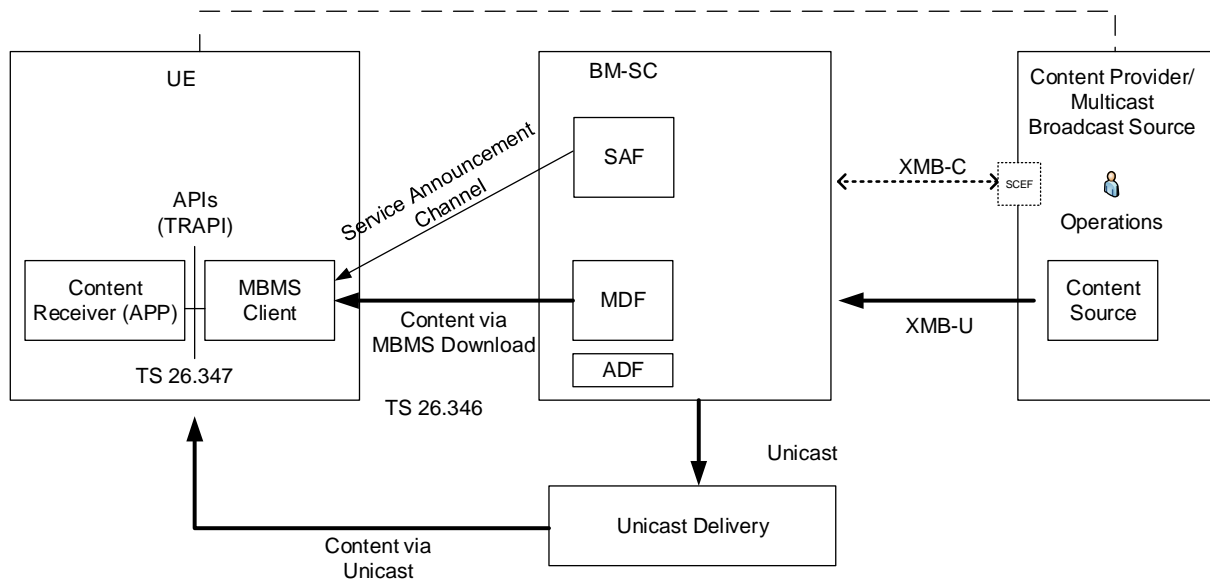 UE
BM-SC
Content Provider/
Multicast
Broadcast Source
SAF
Service Announcement
Channel
XMB-C
SCEF
Operations
APIs
(TRAPI)
Content
Receiver (APP)
MBMS
Client
MDF
Content via
MBMS Download
XMB-U
Content
Source
ADF
TS 26.347
TS 26.346
Unicast
Unicast Delivery
Content via
Unicast